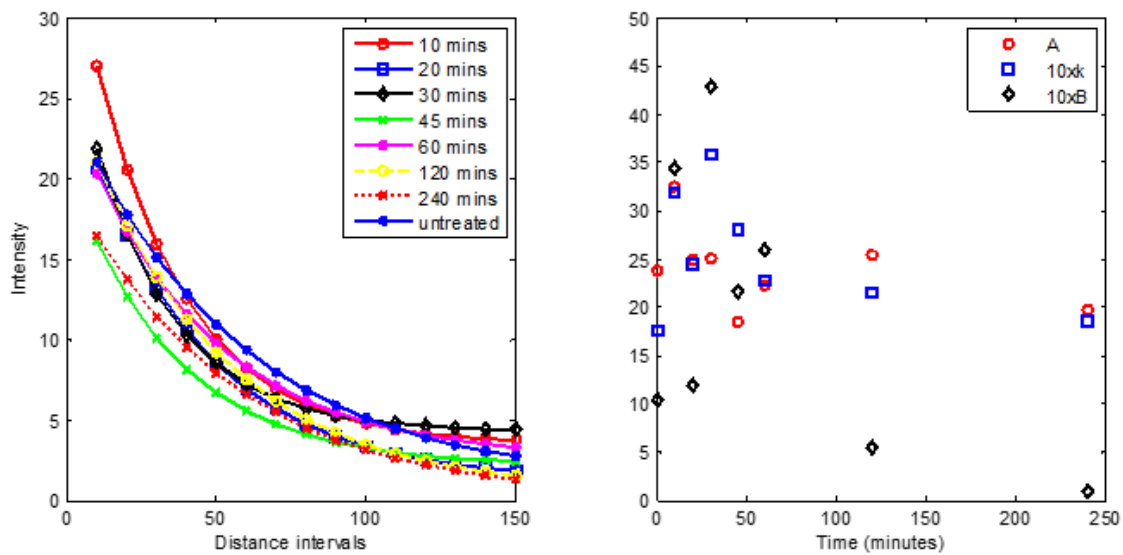 30
25
20
15
10
5
0
Intensity
10 mins
20 mins
30 mins
45 mins
60 mins
120 mins
240 mins
untreated
0 50 100 150
Distance intervals
50
45
40
35
30
25
20
15
10
5
0
A
10xk
10xB
0 50 100 150 200 250
Time (minutes)